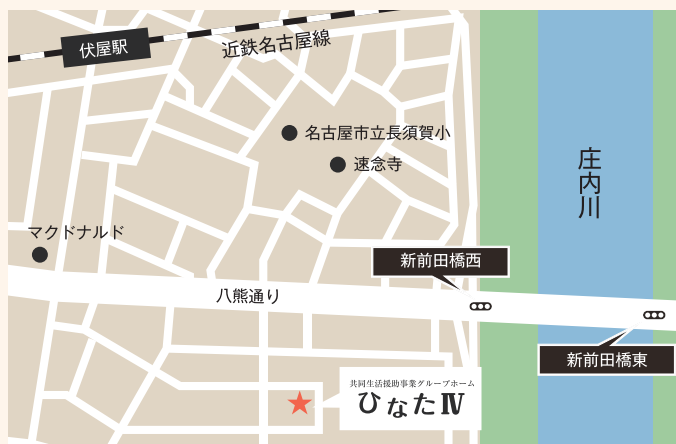 伏屋駅
近鉄名古屋線
名古屋市立長須賀小
速念寺
庄内川
マクドナルド
新前田橋西
八熊通り
新前田橋東
共同生活援助事業グループホーム
ひなたⅣ